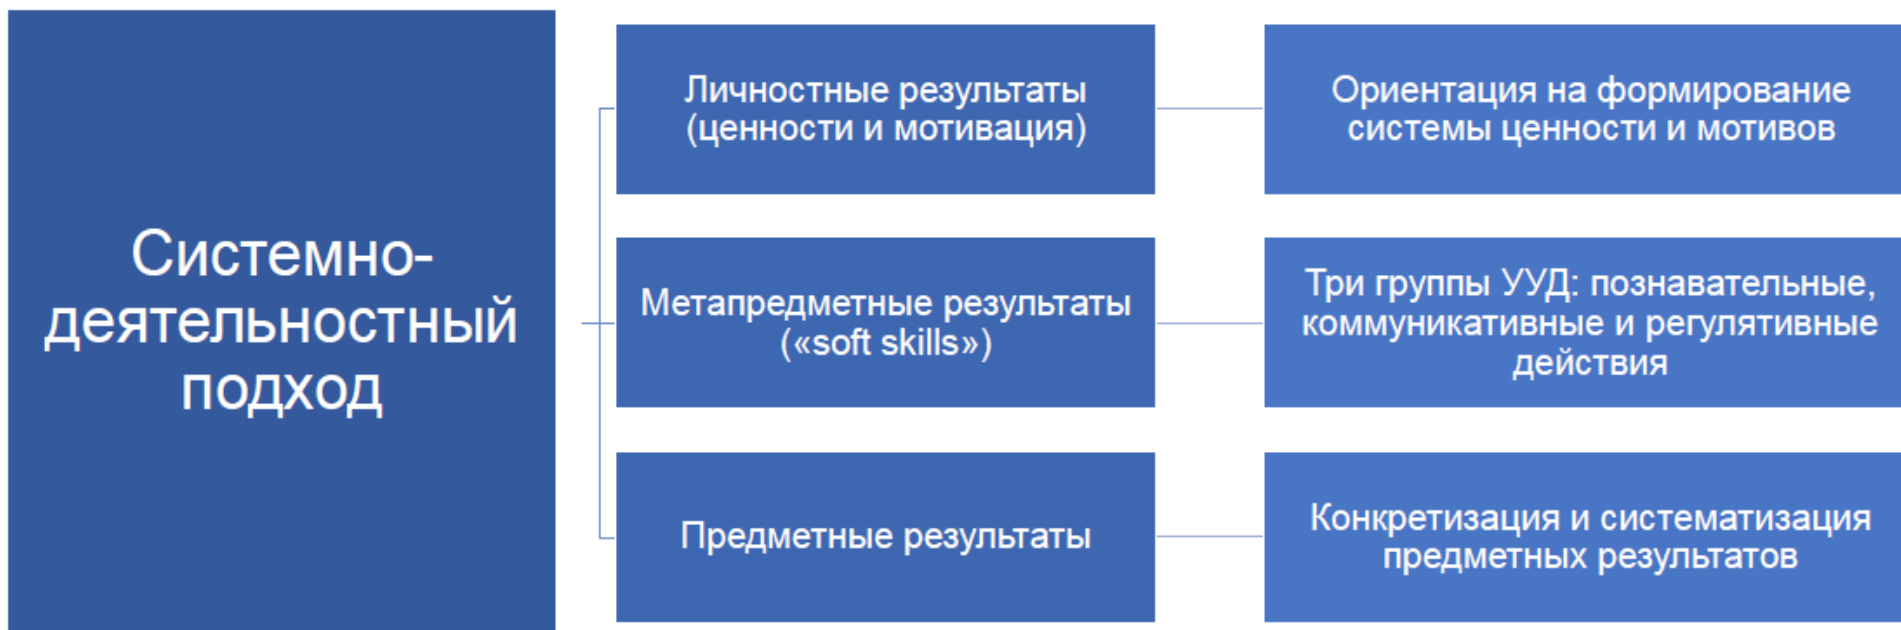 Системно-
деятельностный
подход
Личностные результаты
(ценности и мотивация)
Ориентация на формирование
системы ценности и мотивов
Метапредметные результаты
(«soft skills»)
Три группы УУД: познавательные,
коммуникативные и регулятивные
действия
Предметные результаты
Конкретизация и систематизация
предметных результатов